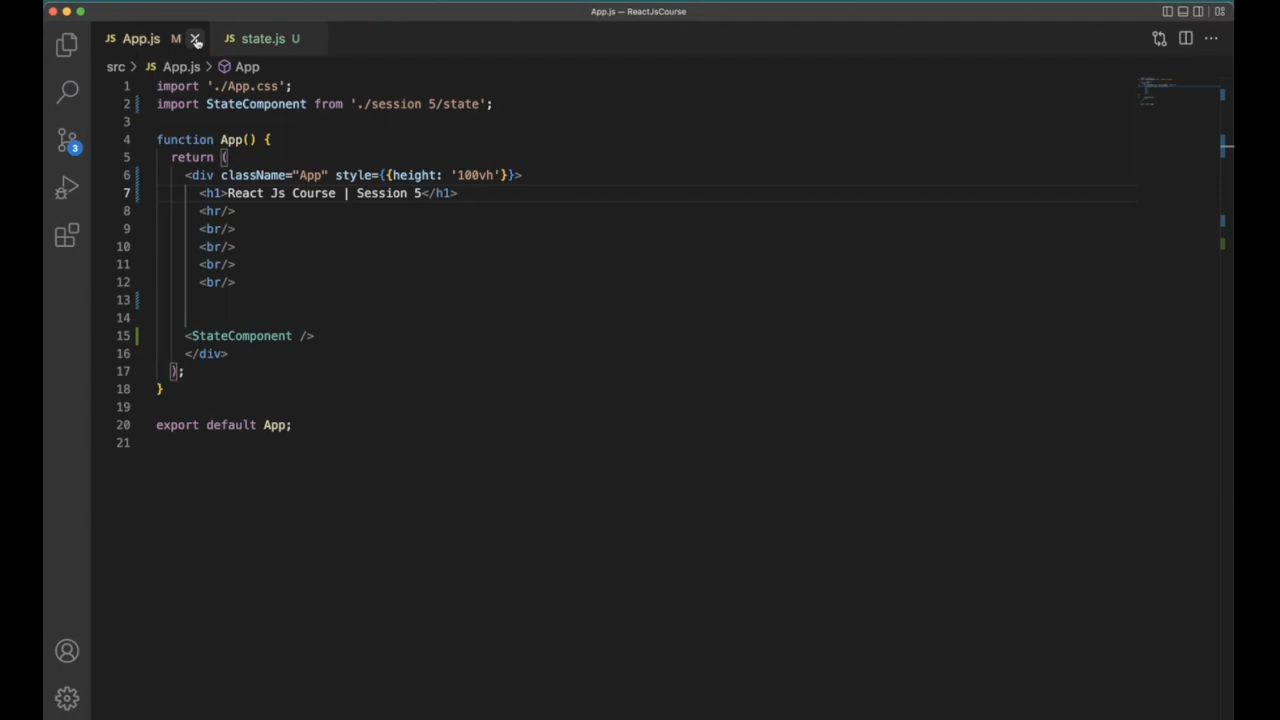 App.js — ReactJsCourse
JS App.js M JS state.js U
src > JS App.js > App
1 import './App.css';
2 import StateComponent from './session 5/state';
3
4 function App() {
5 return (
6 <div className="App" style={{height: '100vh'}}>
7 <h1>React Js Course | Session 5</h1>
8 <hr/>
9 <br/>
10 <br/>
11 <br/>
12 <br/>
13
14
15 <StateComponent />
16 </div>
17 );
18 }
19
20 export default App;
21
3